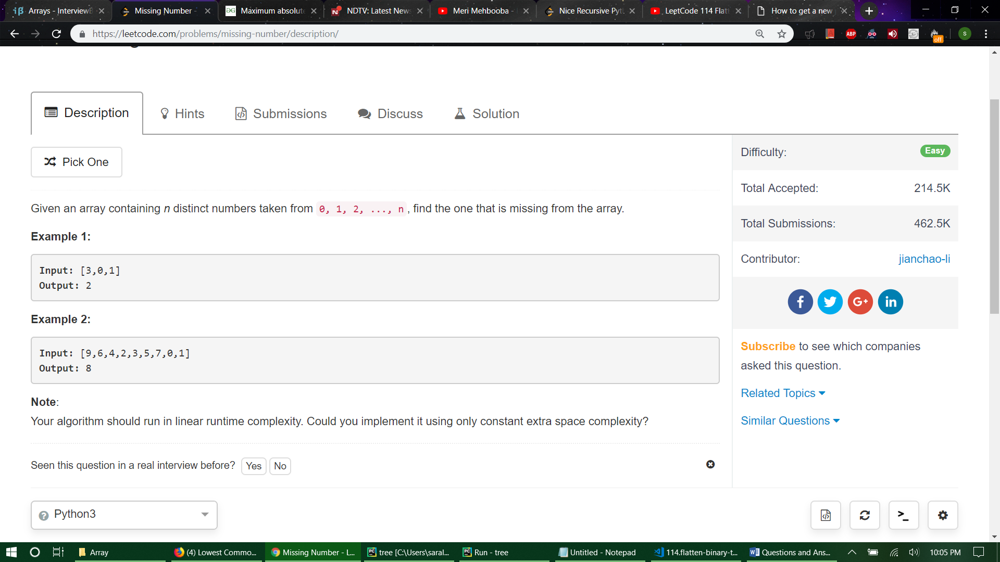 Arrays - InterviewB
Missing Number -
Maximum absolute
NDTV: Latest News
Meri Mehbooba -
Nice Recursive Pyt
LeetCode 114 Flat
How to get a new
https://leetcode.com/problems/missing-number/description/
ABP
off
S
Description
Hints
Submissions
Discuss
Solution
Pick One
Difficulty:
Easy
Total Accepted:
214.5K
Total Submissions:
462.5K
Contributor:
jianchao-li
Given an array containing n distinct numbers taken from 0, 1, 2, ..., n, find the one that is missing from the array.
Example 1:
Input: [3,0,1]
Output: 2
Example 2:
Input: [9,6,4,2,3,5,7,0,1]
Output: 8
Note:
Your algorithm should run in linear runtime complexity. Could you implement it using only constant extra space complexity?
Subscribe to see which companies
asked this question.
Related Topics
Similar Questions
Seen this question in a real interview before? Yes No
Python3
Array
(4) Lowest Commo...
Missing Number - L...
tree [C:\Users\saral...
Run - tree
Untitled - Notepad
114.flatten-binary-t...
Questions and Ans...
10:05 PM